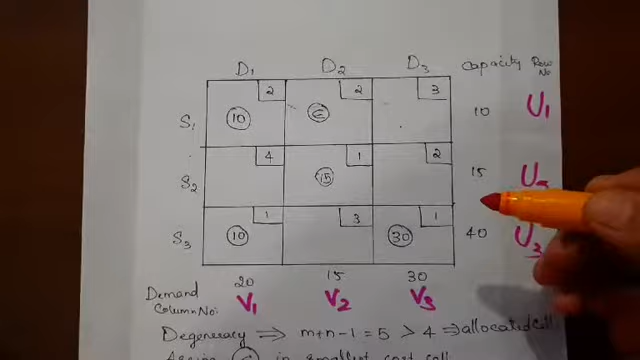 D1 D2 D3 Capacity Row No
S1 2 10 2 ϵ 3 10 U1
S2 4 1 15 2 15 U2
S3 1 10 3 1 30 40 U3
Demand 20 15 30
Column No: V1 V2 V3
Degeneracy ⟹ m+n-1 = 5 > 4 ⟹ allocated cell
Assign ϵ in smallest cost cell